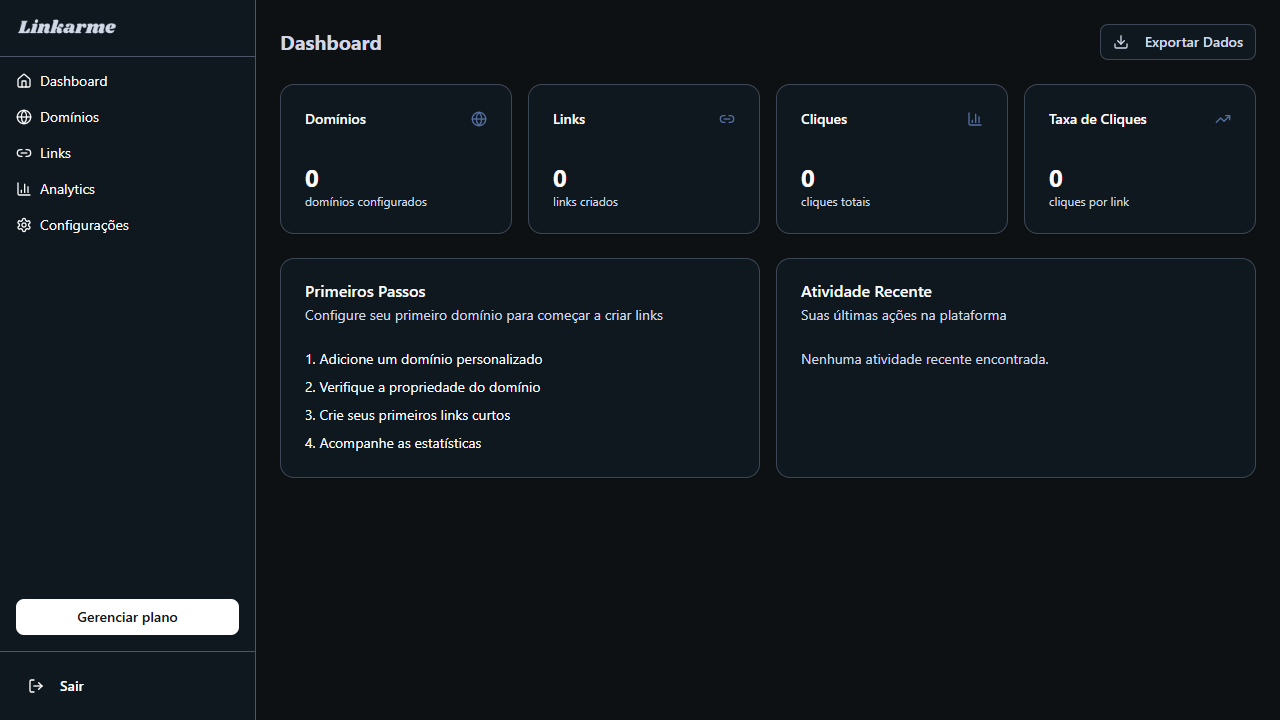 Linkarme
Dashboard
Domínios
Links
Analytics
Configurações
Gerenciar plano
Sair
Dashboard
Exportar Dados
Domínios
0
domínios configurados
Links
0
links criados
Cliques
0
cliques totais
Taxa de Cliques
0
cliques por link
Primeiros Passos
Configure seu primeiro domínio para começar a criar links
1. Adicione um domínio personalizado
2. Verifique a propriedade do domínio
3. Crie seus primeiros links curtos
4. Acompanhe as estatísticas
Atividade Recente
Suas últimas ações na plataforma
Nenhuma atividade recente encontrada.